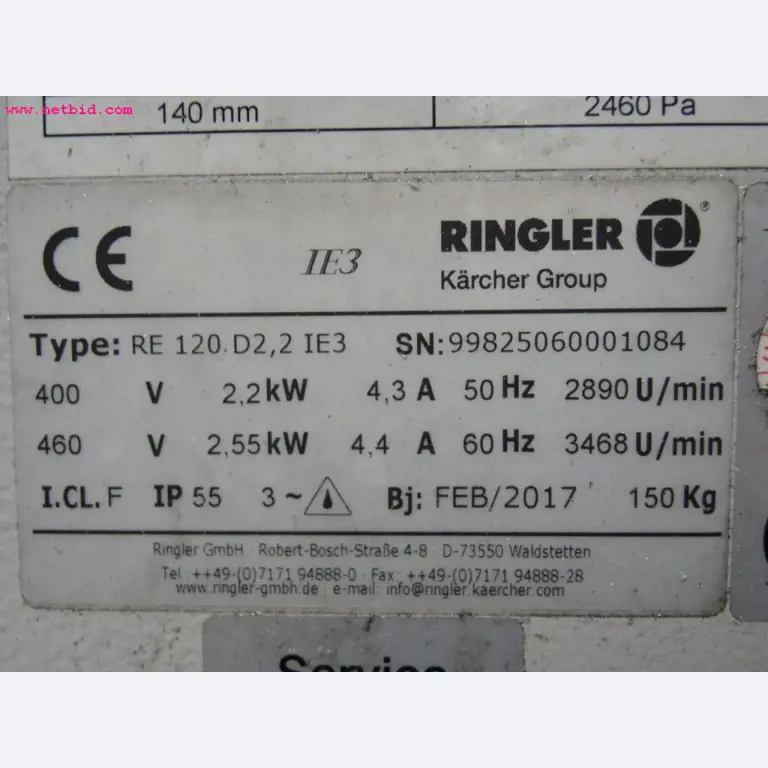 www.netbid.com
140 mm 2460 Pa
CE IE3 RINGLER ®
Kärcher Group
Type: RE 120 D2,2 IE3 SN: 99825060001084
400 V 2,2 kW 4,3 A 50 Hz 2890 U/min
460 V 2,55 kW 4,4 A 60 Hz 3468 U/min
I.CL. F IP 55 3 ~ Bj: FEB/2017 150 Kg
Ringler GmbH · Robert-Bosch-Straße 4-8 · D-73550 Waldstetten
Tel. ++49-(0)7171 94888-0 · Fax: ++49-(0)7171 94888-28
www.ringler-gmbh.de · e-mail: info@ringler.kaercher.com
Service